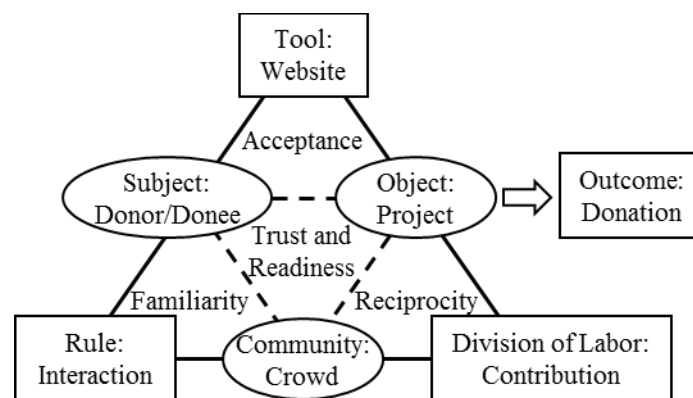 Tool:
Website
Acceptance
Subject:
Donor/Donee
Object:
Project
Outcome:
Donation
Trust and
Readiness
Familiarity
Reciprocity
Rule:
Interaction
Community:
Crowd
Division of Labor:
Contribution